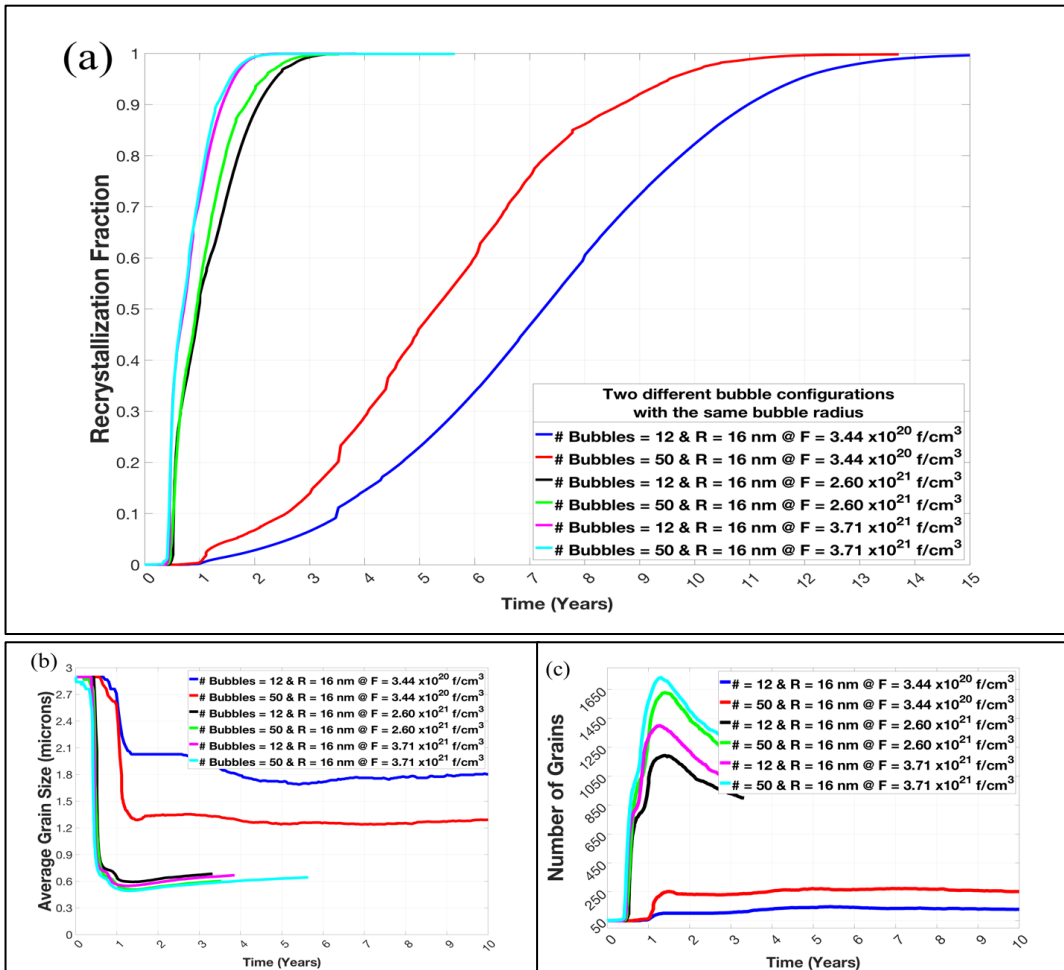 (a)
1
0.9
0.8
0.7
0.6
0.5
0.4
0.3
0.2
0.1
0
Recrystallization Fraction
0 1 2 3 4 5 6 7 8 9 10 11 12 13 14 15
Time (Years)
Two different bubble configurations
with the same bubble radius
# Bubbles = 12 & R = 16 nm @ F = 3.44 x10^20 f/cm^3
# Bubbles = 50 & R = 16 nm @ F = 3.44 x10^20 f/cm^3
# Bubbles = 12 & R = 16 nm @ F = 2.60 x10^21 f/cm^3
# Bubbles = 50 & R = 16 nm @ F = 2.60 x10^21 f/cm^3
# Bubbles = 12 & R = 16 nm @ F = 3.71 x10^21 f/cm^3
# Bubbles = 50 & R = 16 nm @ F = 3.71 x10^21 f/cm^3
(b)
3
2.7
2.4
2.1
1.8
1.5
1.2
0.9
0.6
0.3
0
Average Grain Size (microns)
0 1 2 3 4 5 6 7 8 9 10
Time (Years)
# Bubbles = 12 & R = 16 nm @ F = 3.44 x10^20 f/cm^3
# Bubbles = 50 & R = 16 nm @ F = 3.44 x10^20 f/cm^3
# Bubbles = 12 & R = 16 nm @ F = 2.60 x10^21 f/cm^3
# Bubbles = 50 & R = 16 nm @ F = 2.60 x10^21 f/cm^3
# Bubbles = 12 & R = 16 nm @ F = 3.71 x10^21 f/cm^3
# Bubbles = 50 & R = 16 nm @ F = 3.71 x10^21 f/cm^3
(c)
1650
1450
1250
1050
850
650
450
250
50
Number of Grains
0 1 2 3 4 5 6 7 8 9 10
Time (Years)
# = 12 & R = 16 nm @ F = 3.44 x10^20 f/cm^3
# = 50 & R = 16 nm @ F = 3.44 x10^20 f/cm^3
# = 12 & R = 16 nm @ F = 2.60 x10^21 f/cm^3
# = 50 & R = 16 nm @ F = 2.60 x10^21 f/cm^3
# = 12 & R = 16 nm @ F = 3.71 x10^21 f/cm^3
# = 50 & R = 16 nm @ F = 3.71 x10^21 f/cm^3